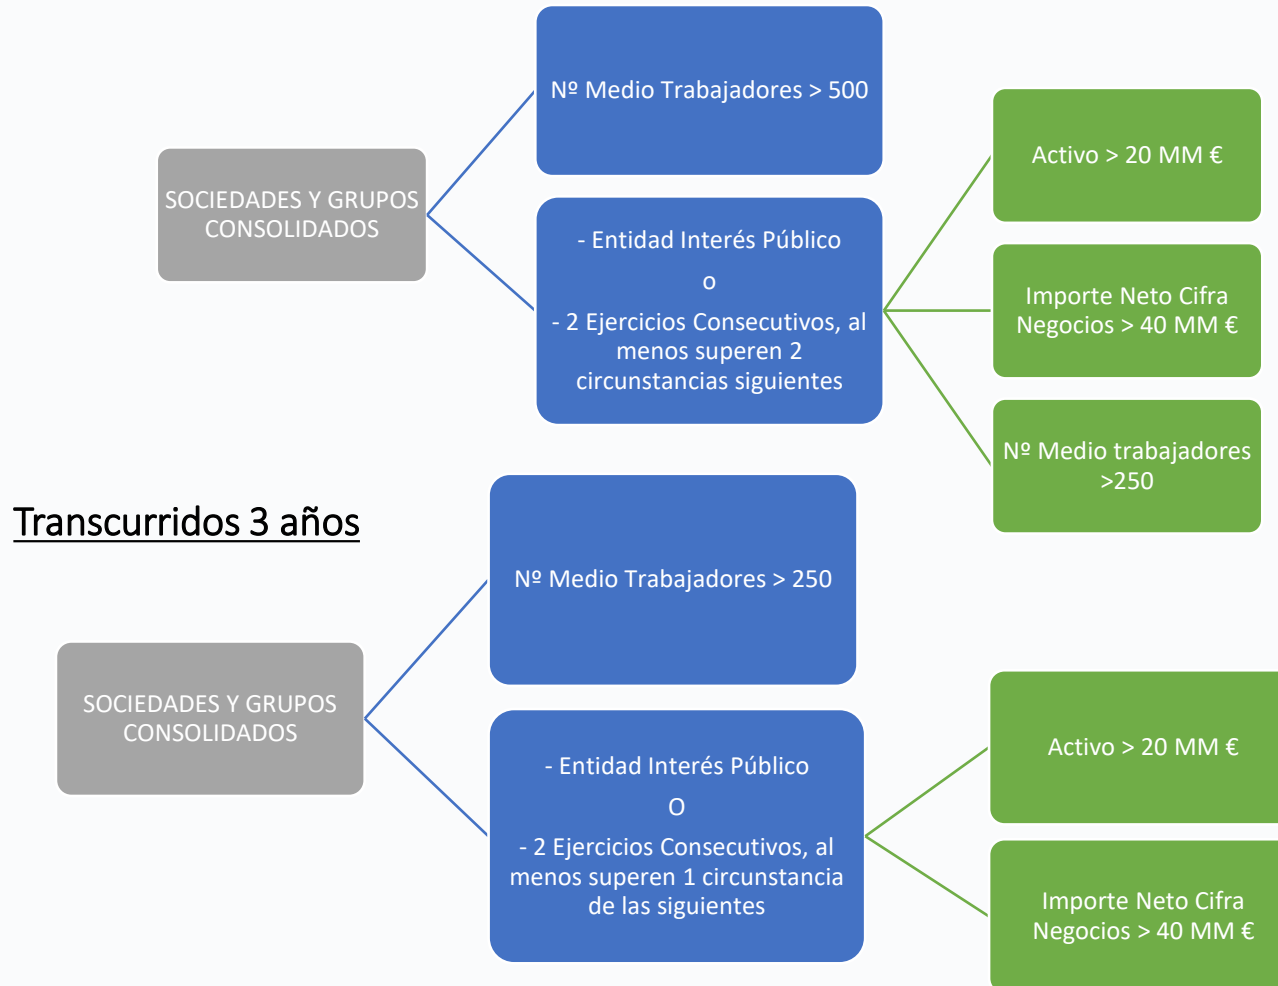 SOCIEDADES Y GRUPOS
CONSOLIDADOS
Nº Medio Trabajadores > 500
- Entidad Interés Público
o
- 2 Ejercicios Consecutivos, al
menos superen 2
circunstancias siguientes
Activo > 20 MM €
Importe Neto Cifra
Negocios > 40 MM €
Nº Medio trabajadores
>250
Transcurridos 3 años
SOCIEDADES Y GRUPOS
CONSOLIDADOS
Nº Medio Trabajadores > 250
- Entidad Interés Público
O
- 2 Ejercicios Consecutivos, al
menos superen 1 circunstancia
de las siguientes
Activo > 20 MM €
Importe Neto Cifra
Negocios > 40 MM €